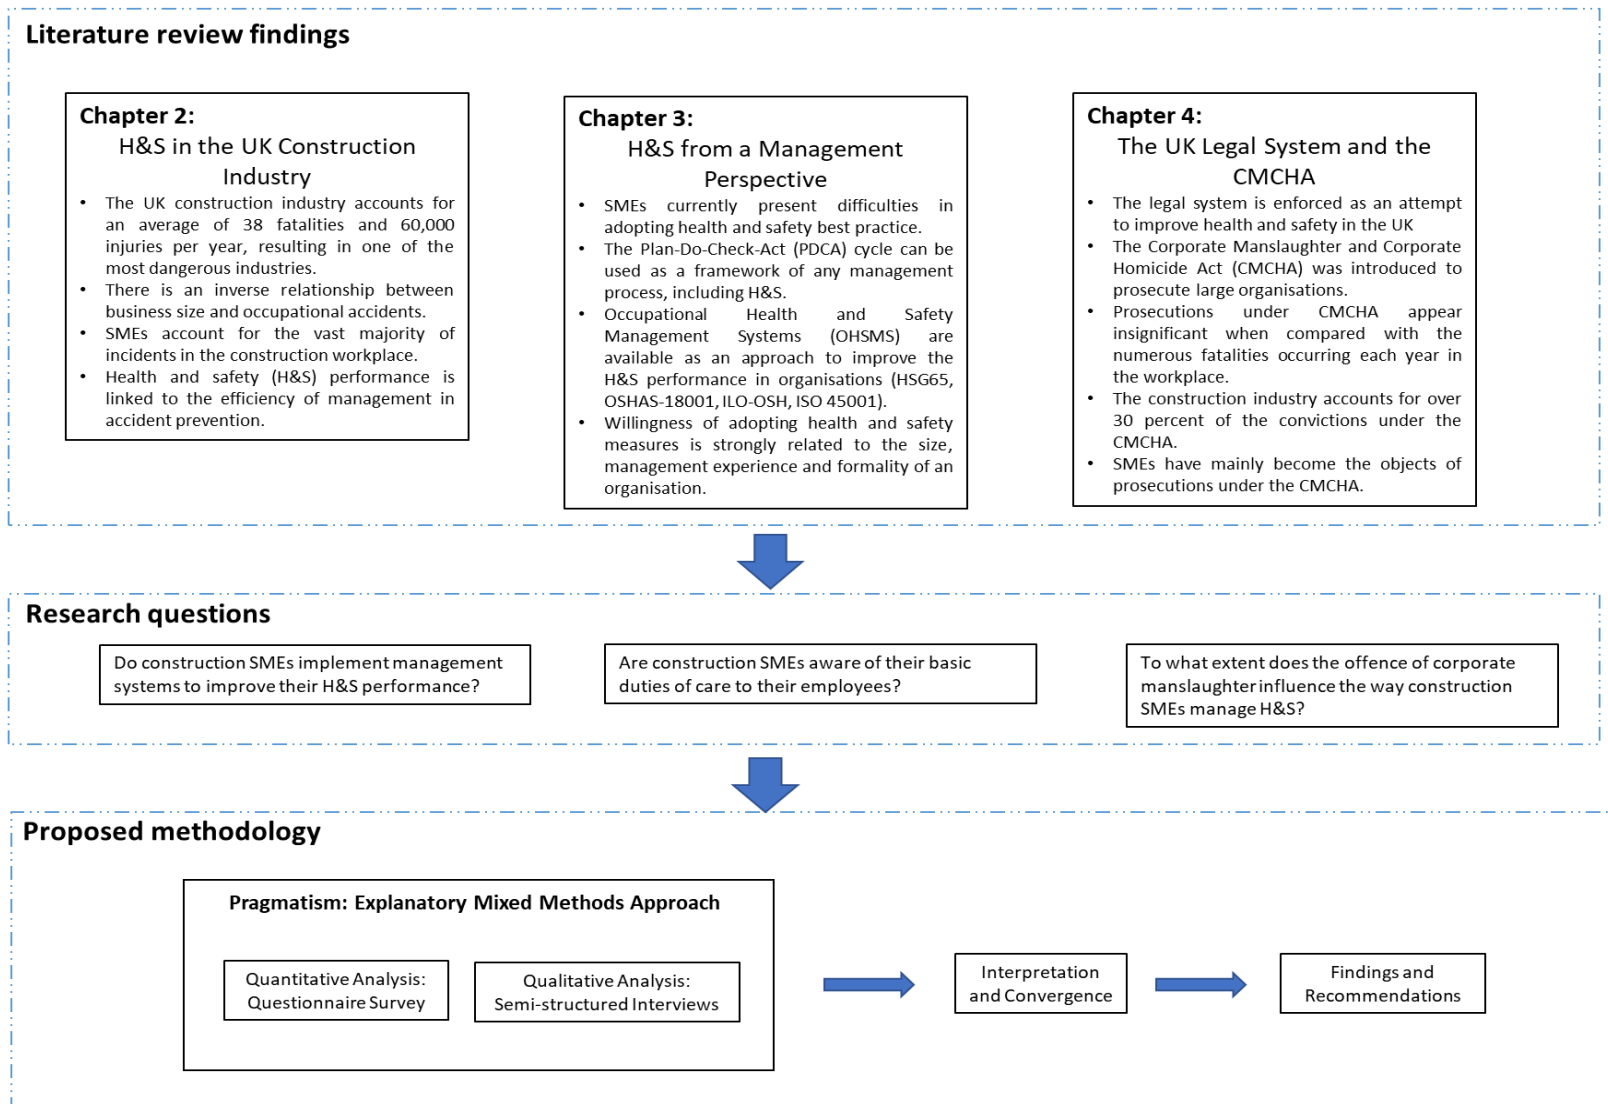 Literature review findings
Chapter 2:
H&S in the UK Construction
Industry
• The UK construction industry accounts for
an average of 38 fatalities and 60,000
injuries per year, resulting in one of the
most dangerous industries.
• There is an inverse relationship between
business size and occupational accidents.
• SMEs account for the vast majority of
incidents in the construction workplace.
• Health and safety (H&S) performance is
linked to the efficiency of management in
accident prevention.
Chapter 3:
H&S from a Management
Perspective
• SMEs currently present difficulties in
adopting health and safety best practice.
• The Plan-Do-Check-Act (PDCA) cycle can be
used as a framework of any management
process, including H&S.
• Occupational Health and Safety
Management Systems (OHSMS) are
available as an approach to improve the
H&S performance in organisations (HSG65,
OSHAS-18001, ILO-OSH, ISO 45001).
• Willingness of adopting health and safety
measures is strongly related to the size,
management experience and formality of an
organisation.
Chapter 4:
The UK Legal System and the
CMCHA
• The legal system is enforced as an attempt
to improve health and safety in the UK
• The Corporate Manslaughter and Corporate
Homicide Act (CMCHA) was introduced to
prosecute large organisations.
• Prosecutions under CMCHA appear
insignificant when compared with the
numerous fatalities occurring each year in
the workplace.
• The construction industry accounts for over
30 percent of the convictions under the
CMCHA.
• SMEs have mainly become the objects of
prosecutions under the CMCHA.
Research questions
Do construction SMEs implement management
systems to improve their H&S performance?
Are construction SMEs aware of their basic
duties of care to their employees?
To what extent does the offence of corporate
manslaughter influence the way construction
SMEs manage H&S?
Proposed methodology
Pragmatism: Explanatory Mixed Methods Approach
Quantitative Analysis:
Questionnaire Survey
Qualitative Analysis:
Semi-structured Interviews
Interpretation
and Convergence
Findings and
Recommendations